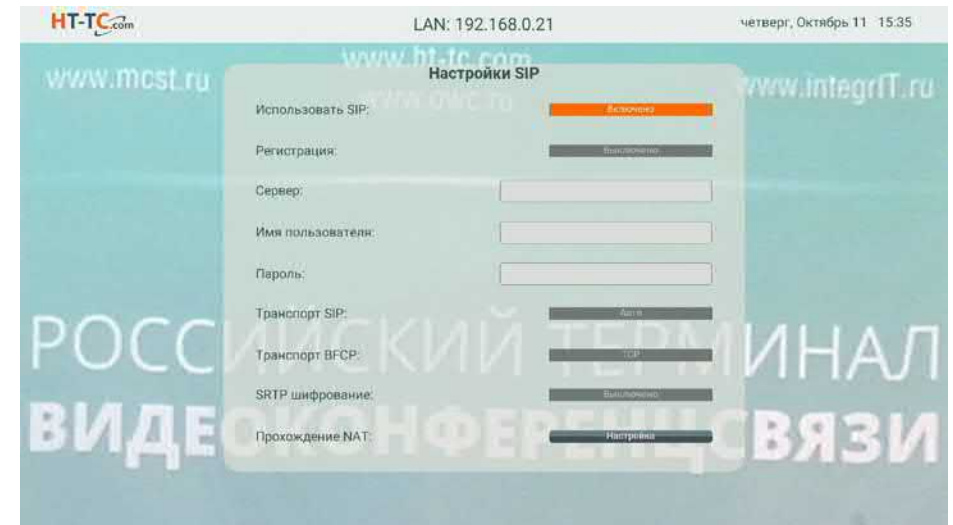 HT-TC.com LAN: 192.168.0.21 четверг, Октябрь 11 15:35
www.ht-tc.com
www.mcst.ru www.integrIT.ru
Настройки SIP
Использовать SIP: Включено
Регистрация: Выключено
Сервер:
Имя пользователя:
Пароль:
Транспорт SIP: Авто
РОССИЙСКИЙ ТЕРМИНАЛ
Транспорт BFCP: TCP
SRTP шифрование: Выключено
ВИДЕОКОНФЕРЕНЦСВЯЗИ
Прохождение NAT: Настройка